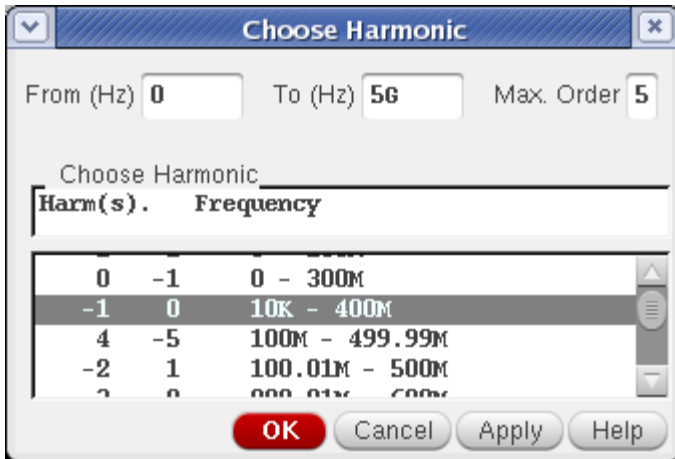 Choose Harmonic
From (Hz) 0 To (Hz) 5G Max. Order 5
Choose Harmonic
Harm(s). Frequency
0 -1 0 - 300M
-1 0 10K - 400M
4 -5 100M - 499.99M
-2 1 100.01M - 500M
OK Cancel Apply Help